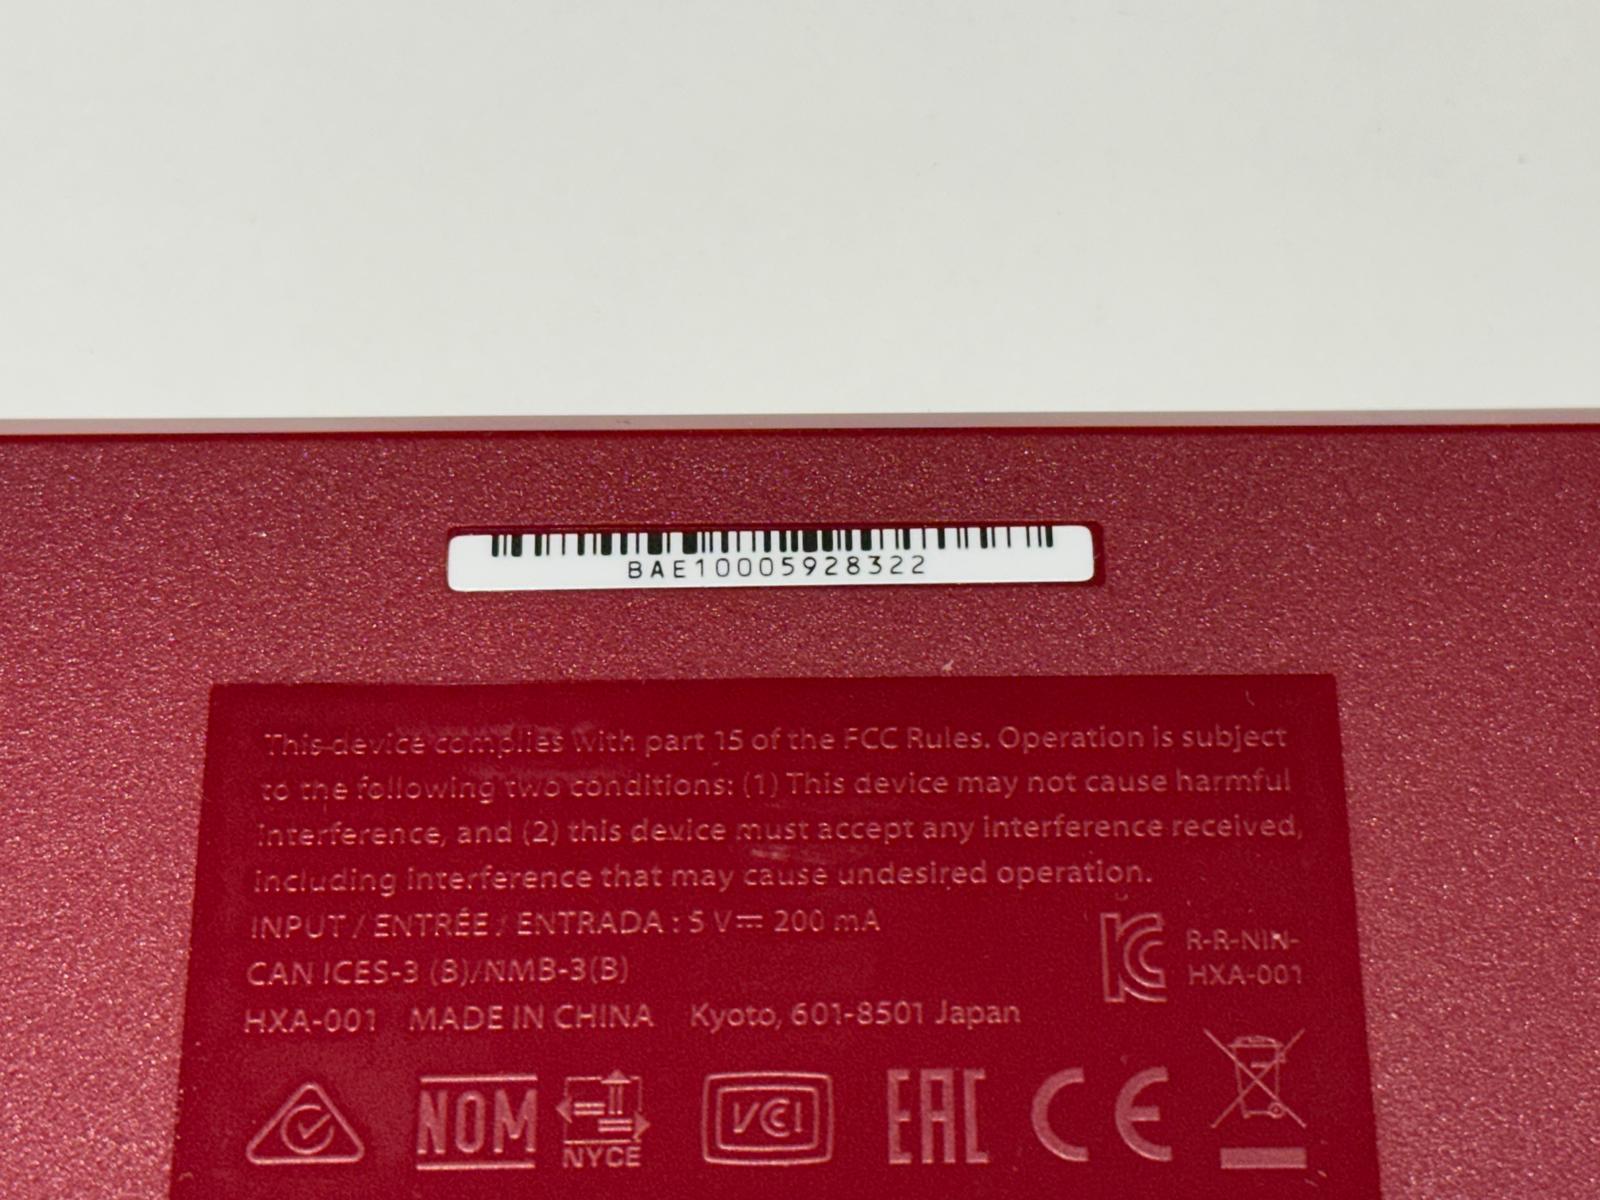 BAE10005928322
This device complies with part 15 of the FCC Rules. Operation is subject
to the following two conditions: (1) This device may not cause harmful
interference, and (2) this device must accept any interference received,
including interference that may cause undesired operation.
INPUT / ENTRÉE / ENTRADA : 5 V⎓ 200 mA
CAN ICES-3 (B)/NMB-3(B)
HXA-001 MADE IN CHINA Kyoto, 601-8501 Japan
R-R-NIN-
HXA-001
NOM
NYCE
VCI
EAC
CE